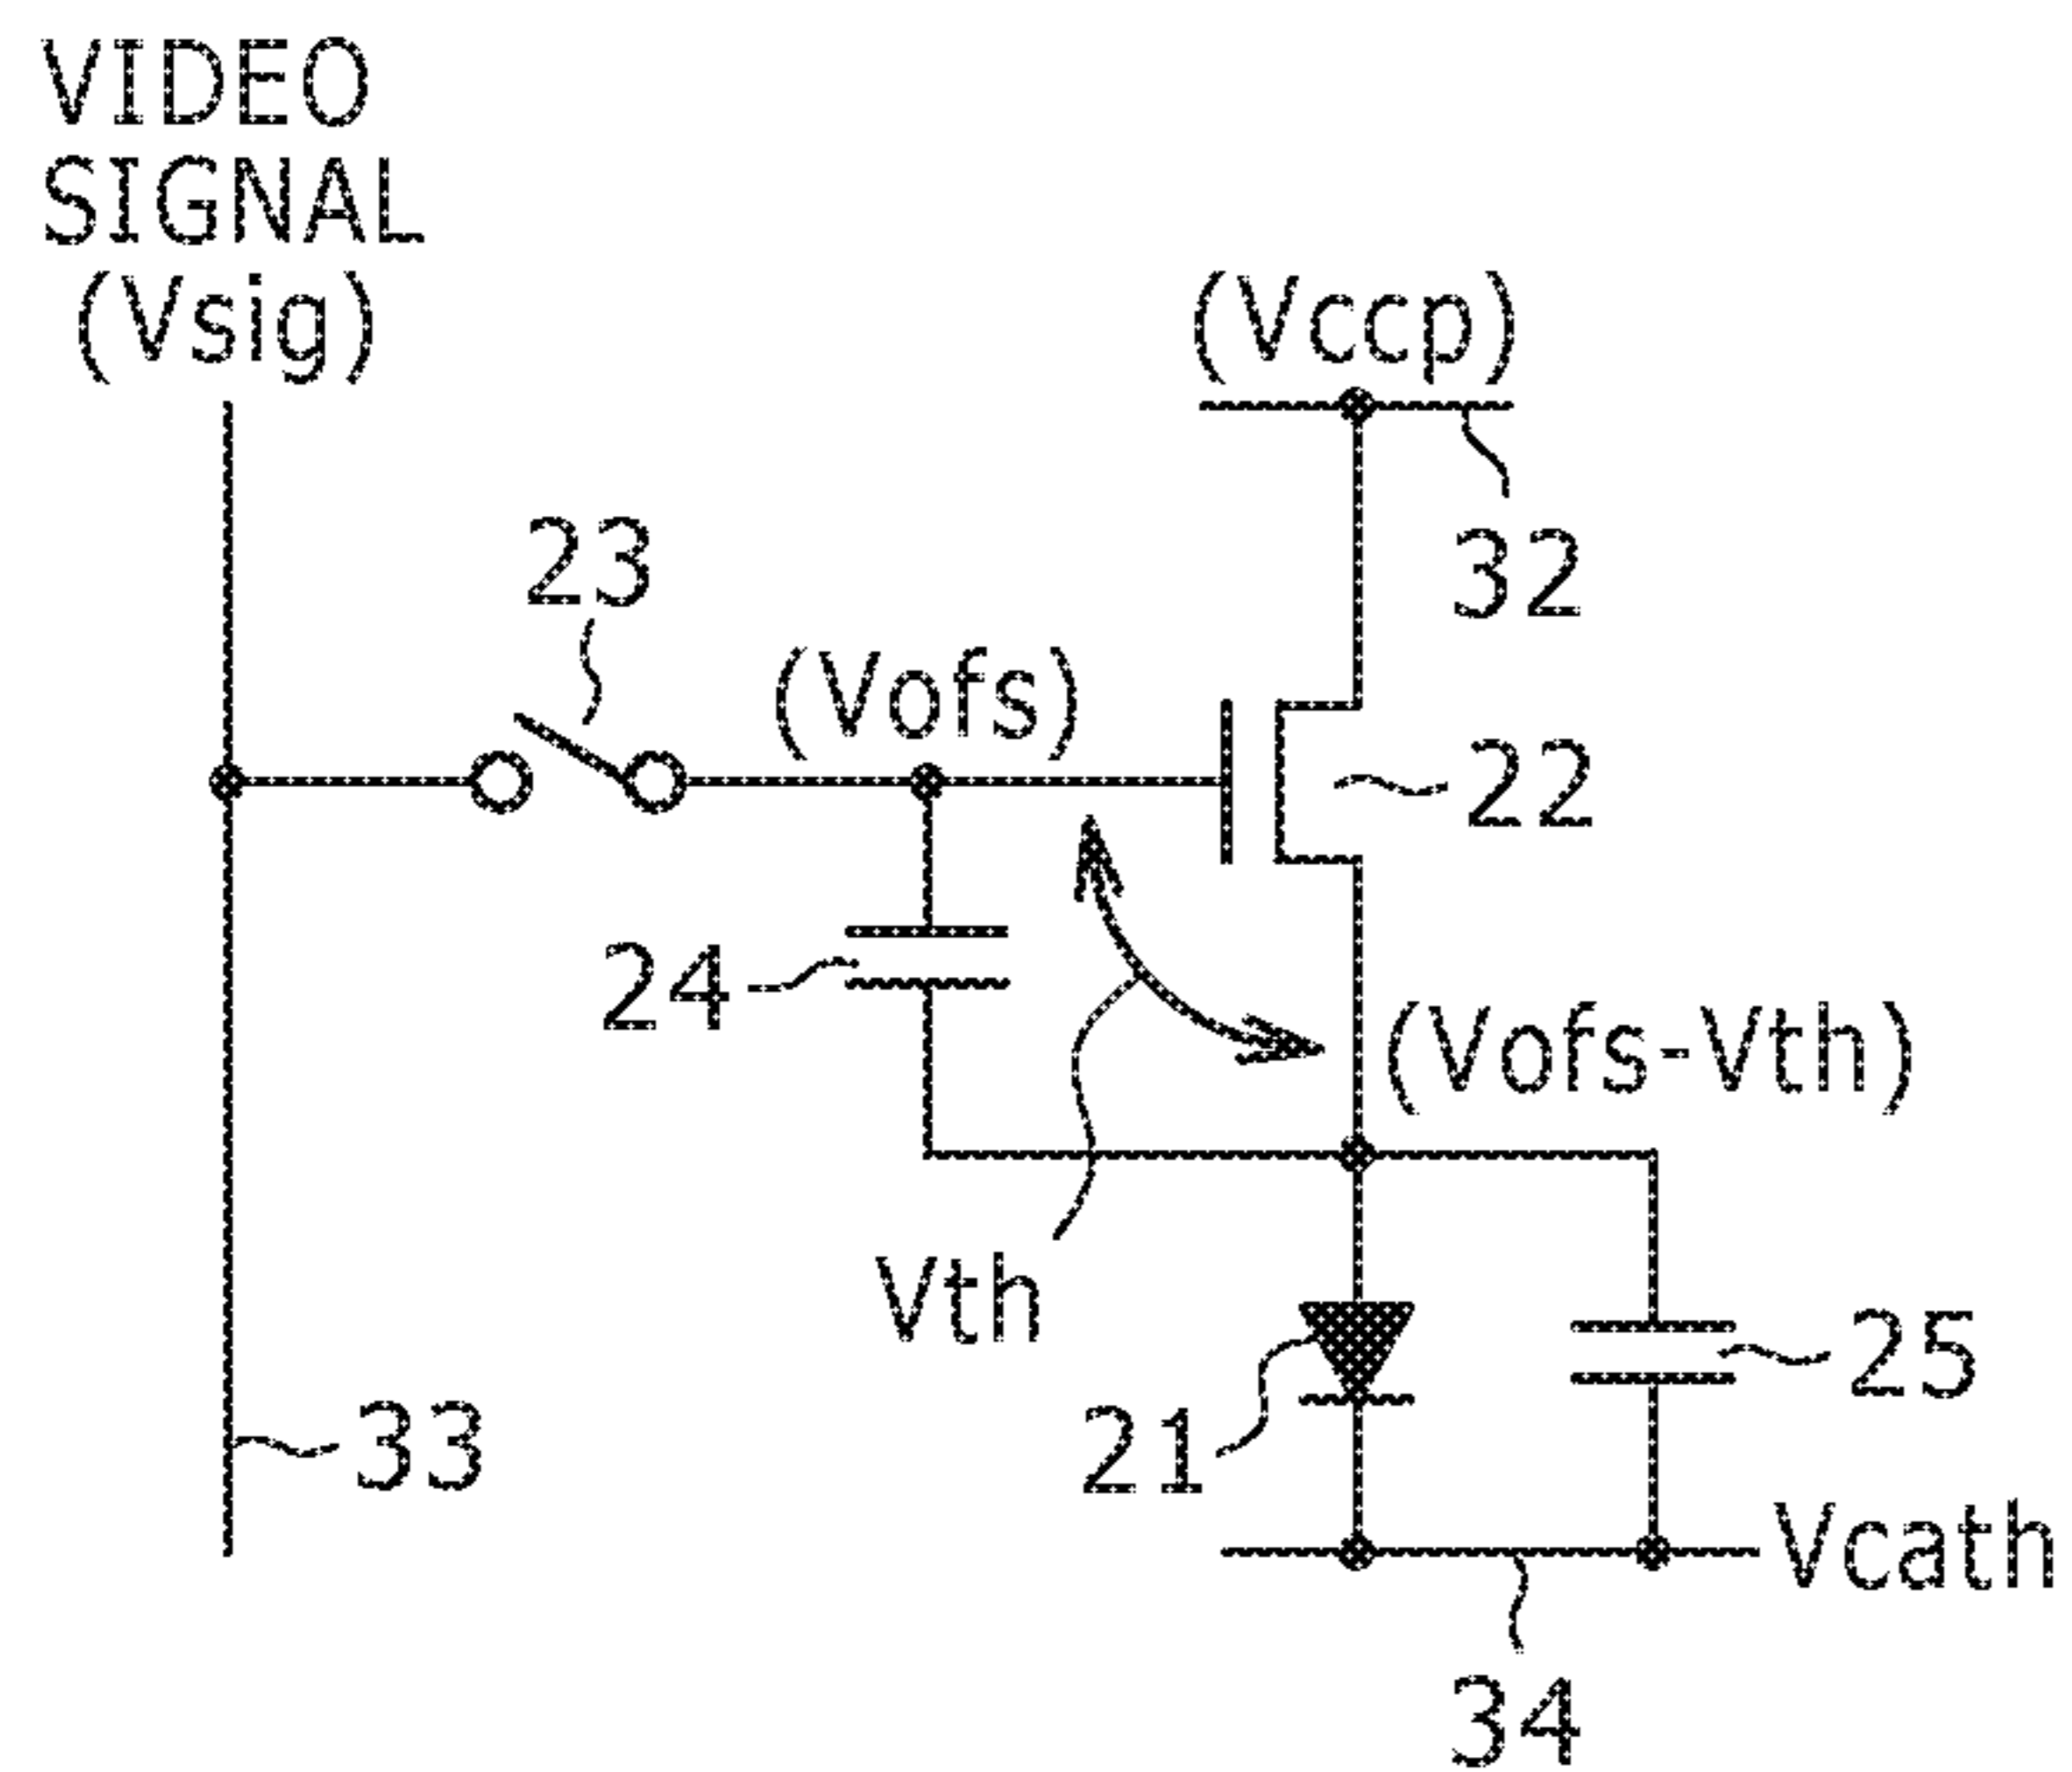 VIDEO
SIGNAL
(Vsig)
(Vccp)
32
23
(Vofs)
22
24
(Vofs-Vth)
Vth
21
25
33
Vcath
34